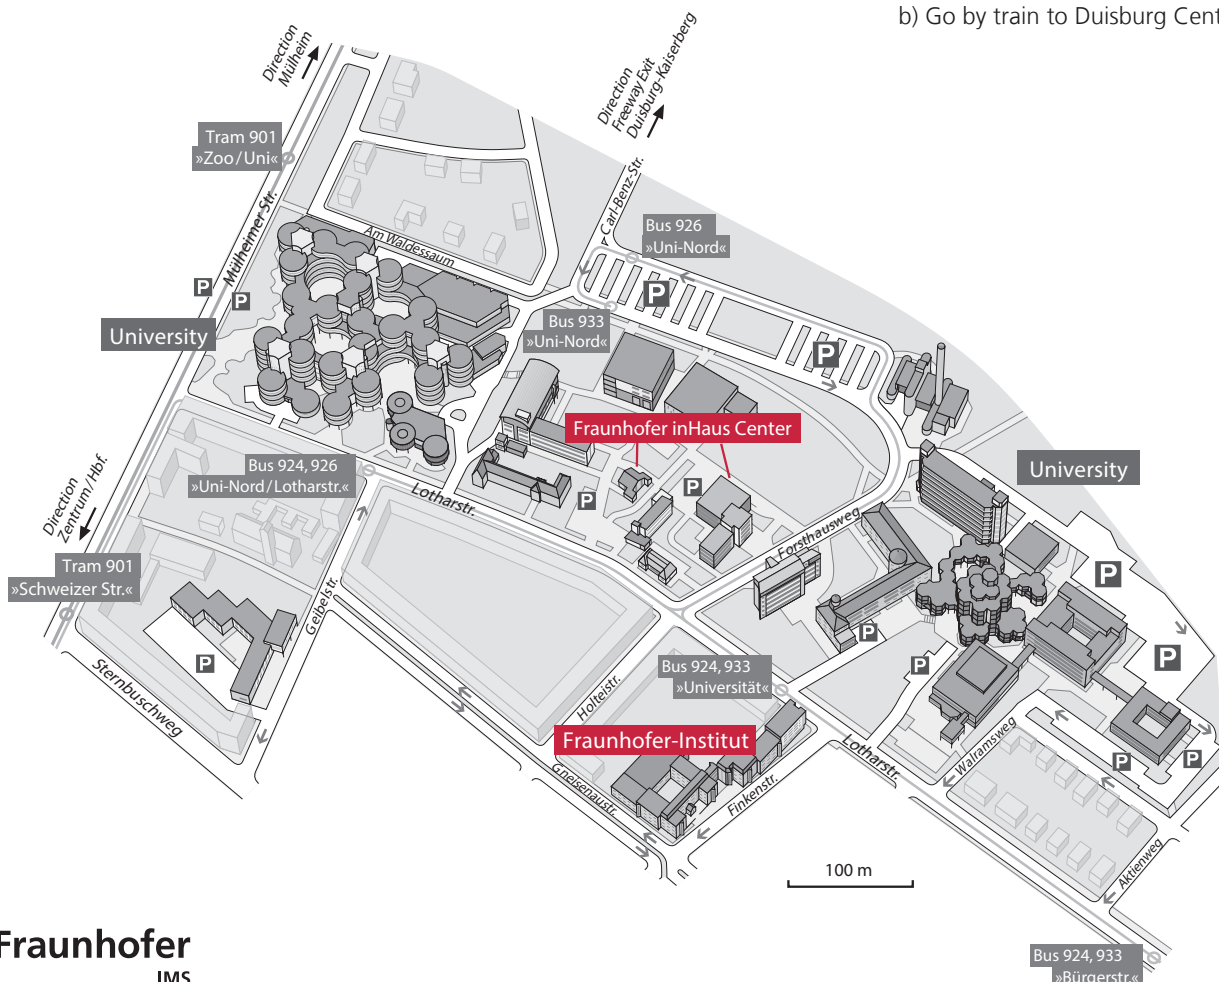 b) Go by train to Duisburg Cent
Direction
Mülheim
Direction
Freeway Exit
Duisburg-Kaiserberg
Tram 901
»Zoo/Uni«
Carl-Benz-Str.
Mülheimer Str.
Am Waldessaum
Bus 926
»Uni-Nord«
P
P
P
University
Bus 933
»Uni-Nord«
P
Fraunhofer inHaus Center
Direction
Zentrum/Hbf.
Bus 924, 926
»Uni-Nord/Lotharstr.«
University
Lotharstr.
P
P
Forsthausweg
Tram 901
»Schweizer Str.«
Geibelstr.
P
P
P
P
P
Sternbuschweg
Holteistr.
Bus 924, 933
»Universität«
Fraunhofer-Institut
Lotharstr.
Walramsweg
P
P
Gneisenaustr.
Finkenstr.
Aktienweg
100 m
Fraunhofer
IMS
Bus 924, 933
»Bürgerstr.«